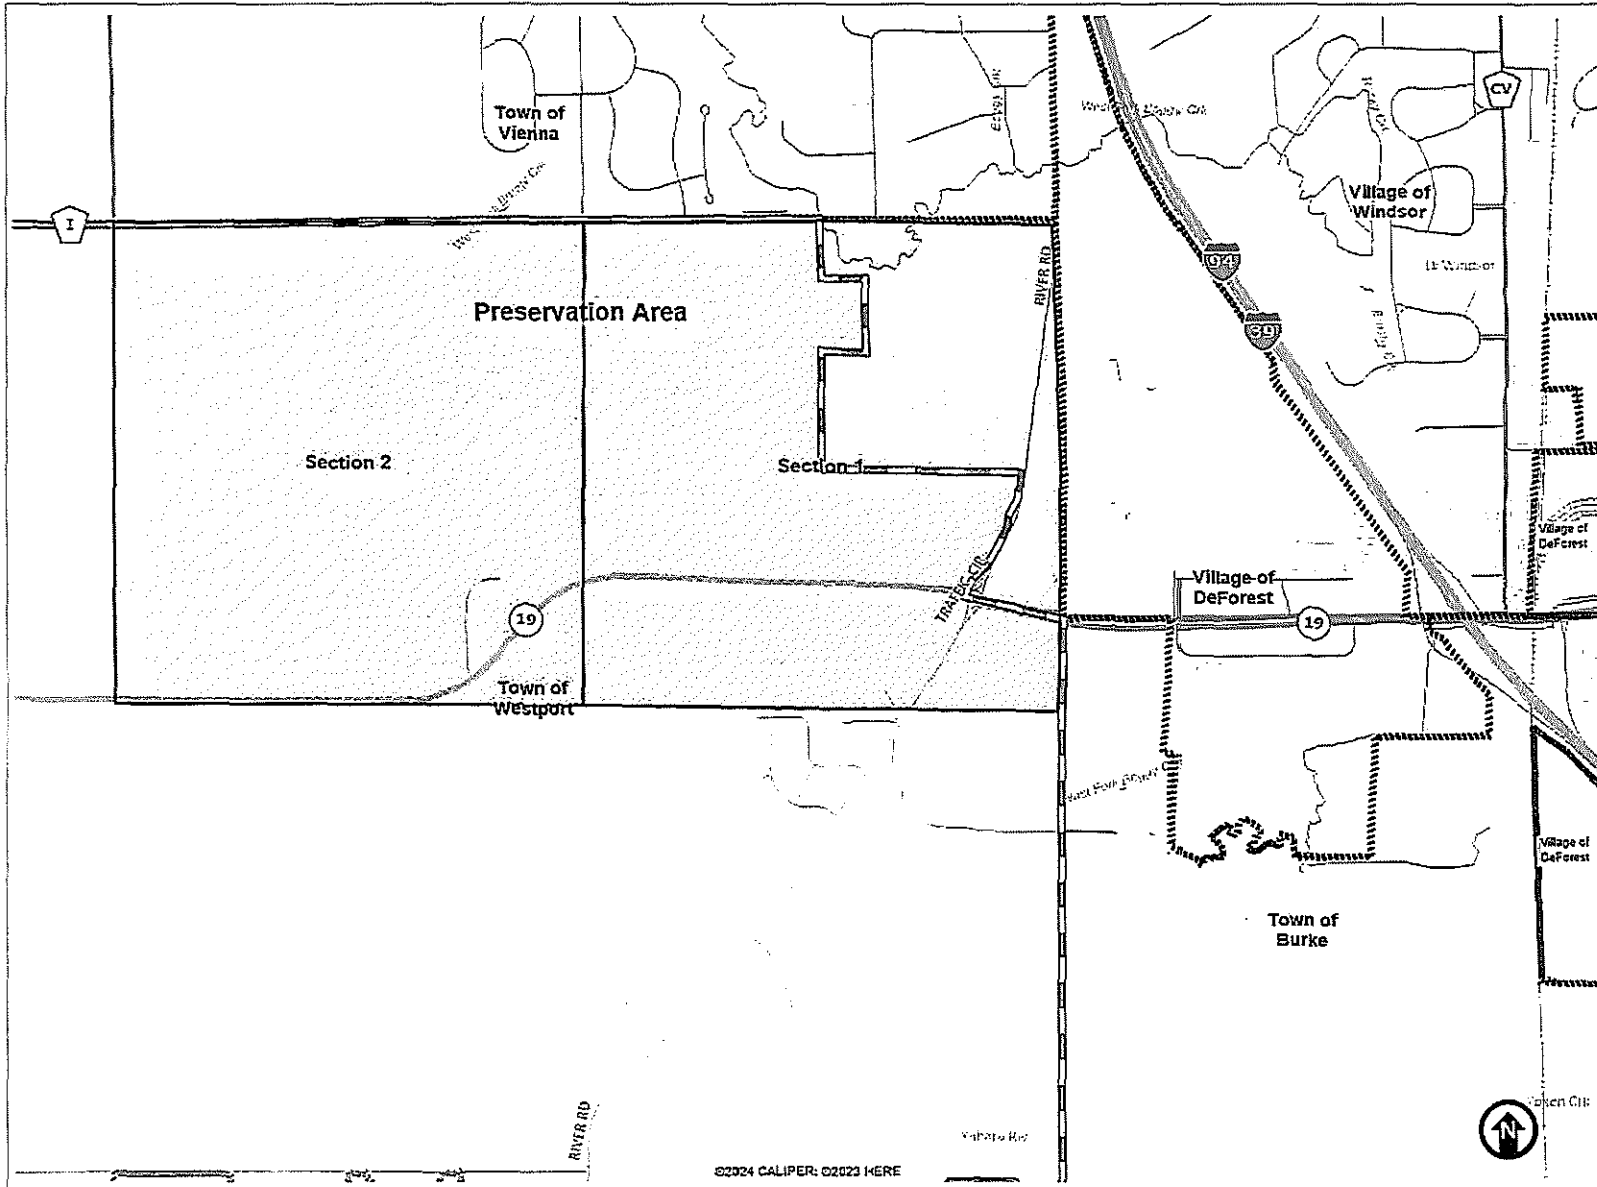 Town of
Vienna
CV
Village of
Windsor
I
94
RIVER RD
Preservation Area
39
Section 2
Section 1
Village of
DeForest
TRAFFIC CIR
Village of
DeForest
19
19
Town of
Westport
Village of
DeForest
Town of
Burke
RIVER RD
N
©2024 CALIPER; ©2023 HERE